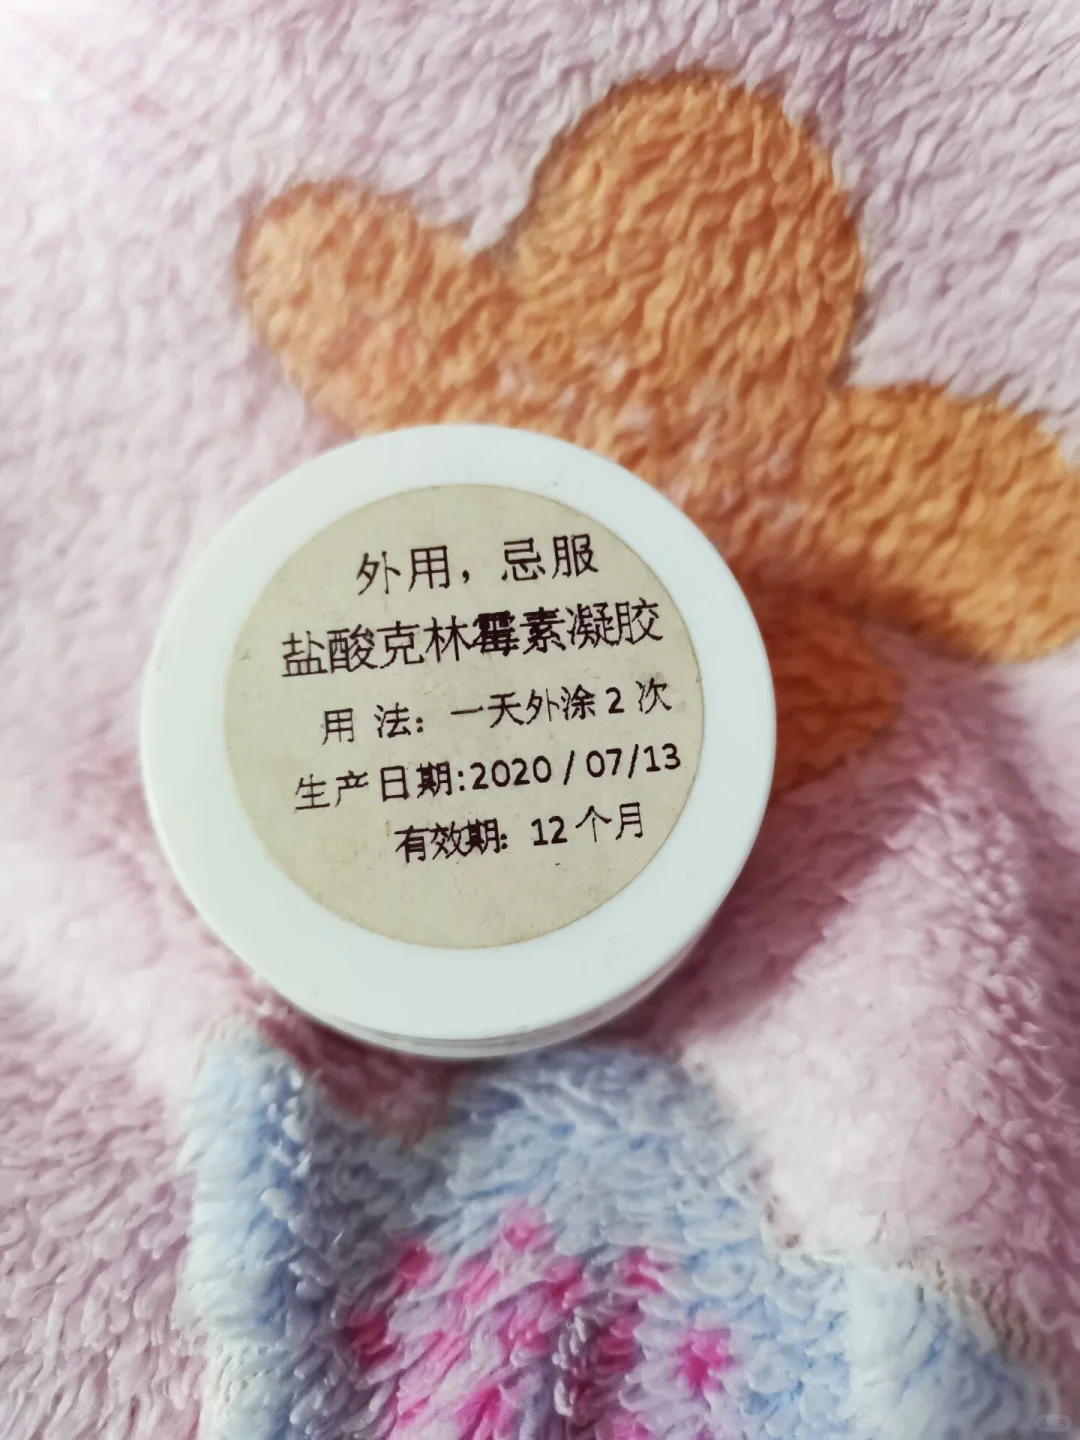 外用，忌服
盐酸克林霉素凝胶
用 法：一天外涂 2 次
生产日期:2020 / 07/13
有效期：12 个月